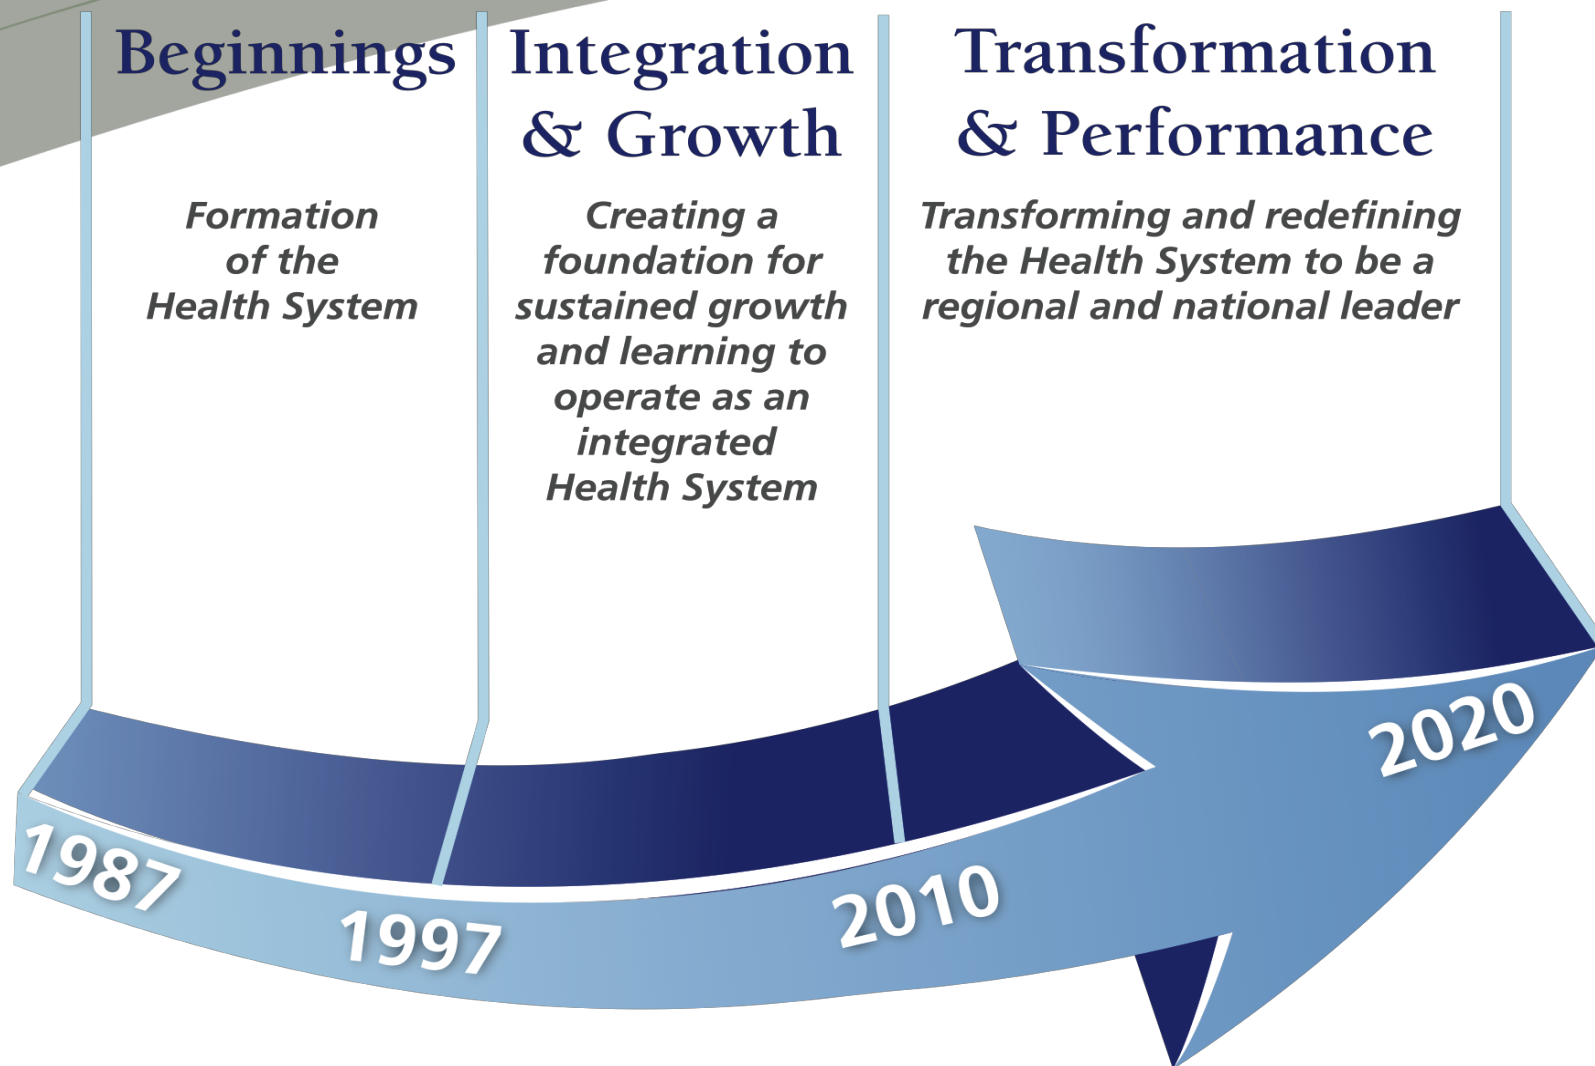 Beginnings
Formation
of the
Health System
Integration
& Growth
Creating a
foundation for
sustained growth
and learning to
operate as an
integrated
Health System
Transformation
& Performance
Transforming and redefining
the Health System to be a
regional and national leader
1987
1997
2010
2020